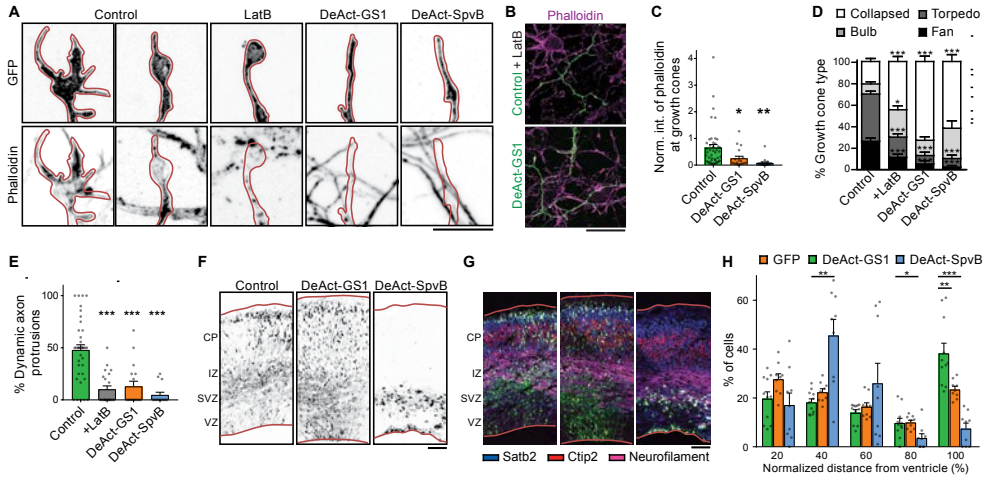 A
Control
LatB
DeAct-GS1
DeAct-SpvB
GFP
Phalloidin
B
Phalloidin
Control + LatB
DeAct-GS1
C
Norm. int. of phalloidin
at growth cones
5
4
3
2
1
0
*
**
Control
DeAct-GS1
DeAct-SpvB
D
Collapsed
Torpedo
Bulb
Fan
% Growth cone type
100
80
60
40
20
0
***
***
***
*
***
***
***
***
Control
+LatB
DeAct-GS1
DeAct-SpvB
E
% Dynamic axon
protrusions
100
50
0
***
***
***
Control
+LatB
DeAct-GS1
DeAct-SpvB
F
Control
DeAct-GS1
DeAct-SpvB
CP
IZ
SVZ
VZ
G
CP
IZ
SVZ
VZ
Satb2
Ctip2
Neurofilament
H
GFP
DeAct-GS1
DeAct-SpvB
% of cells
60
40
20
0
**
*
***
**
20
40
60
80
100
Normalized distance from ventricle (%)